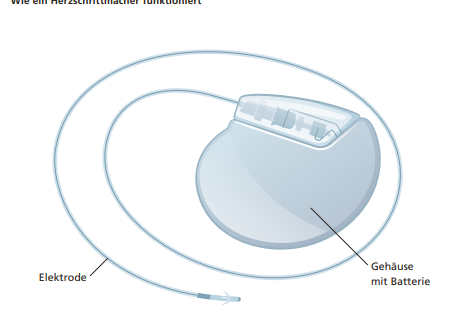 Wie ein Herzschrittmacher funktioniert
Elektrode
Gehäuse
mit Batterie